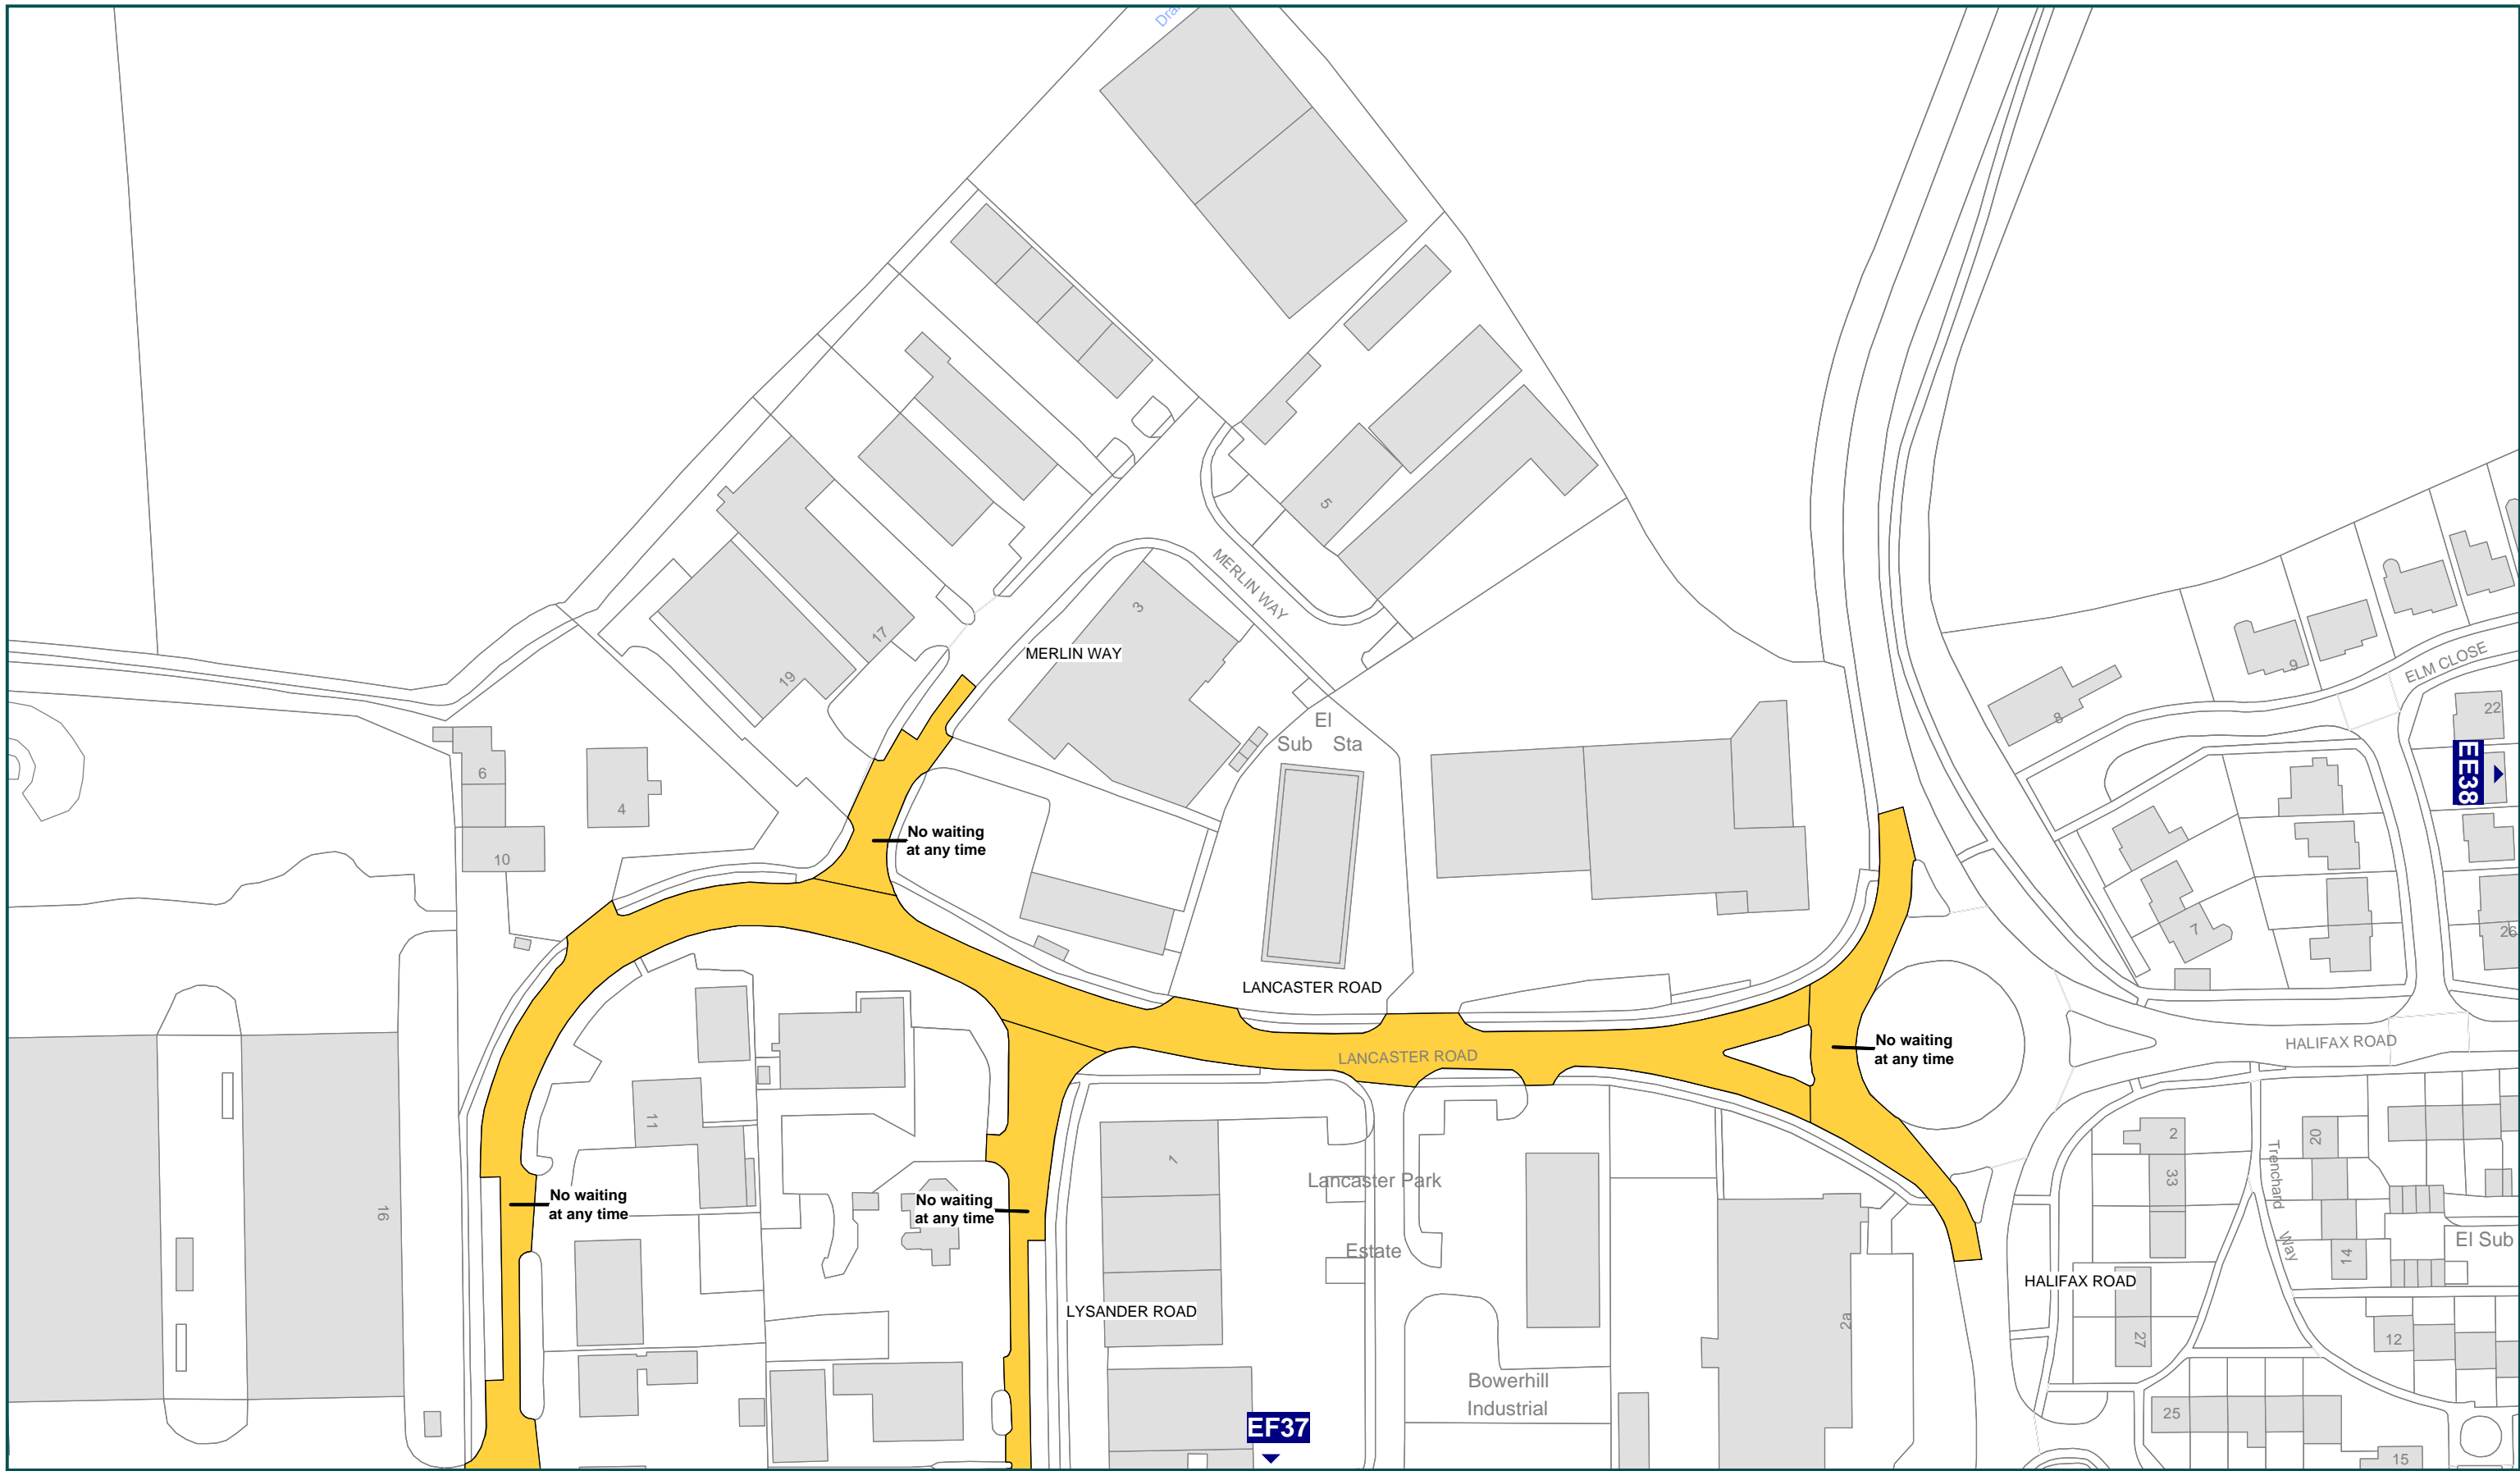 Dra
5
MERLIN WAY
3
MERLIN WAY
17
19
El
Sub Sta
ELM CLOSE
9
8
22
EE38
6
4
10
No waiting
at any time
7
26
LANCASTER ROAD
LANCASTER ROAD
No waiting
at any time
HALIFAX ROAD
11
1
2
33
20
Trenchard
Way
Lancaster Park
Estate
16
No waiting
at any time
No waiting
at any time
El Sub
14
HALIFAX ROAD
LYSANDER ROAD
2a
27
12
Bowerhill
Industrial
EF37
25
15